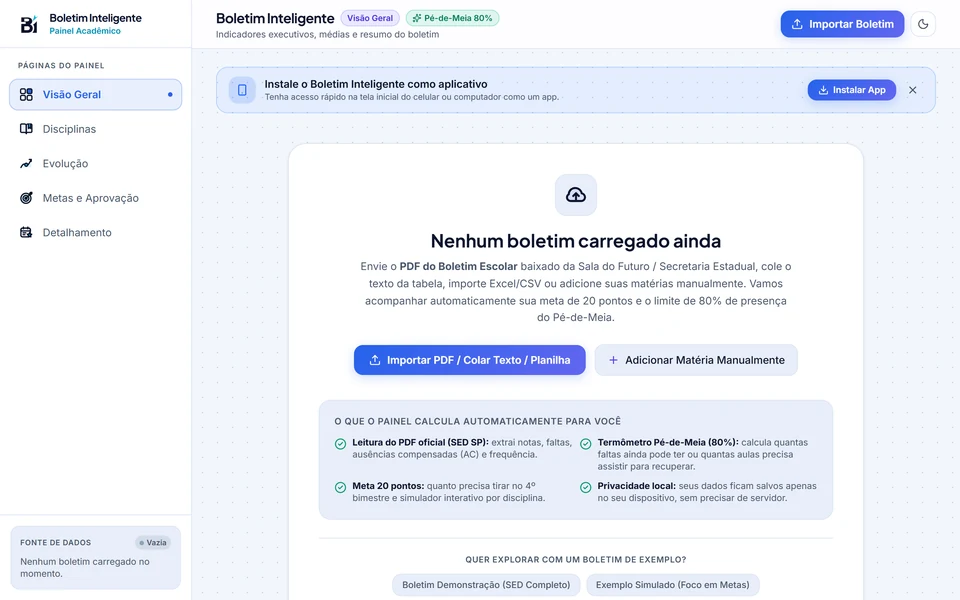 Bi
Boletim Inteligente
Painel Acadêmico
PÁGINAS DO PAINEL
Visão Geral
Disciplinas
Evolução
Metas e Aprovação
Detalhamento
FONTE DE DADOS
Vazia
Nenhum boletim carregado no
momento.
Boletim Inteligente
Visão Geral
Pé-de-Meia 80%
Indicadores executivos, médias e resumo do boletim
Importar Boletim
Instale o Boletim Inteligente como aplicativo
Tenha acesso rápido na tela inicial do celular ou computador como um app.
Instalar App
Nenhum boletim carregado ainda
Envie o PDF do Boletim Escolar baixado da Sala do Futuro / Secretaria Estadual, cole o
texto da tabela, importe Excel/CSV ou adicione suas matérias manualmente. Vamos
acompanhar automaticamente sua meta de 20 pontos e o limite de 80% de presença
do Pé-de-Meia.
Importar PDF / Colar Texto / Planilha
Adicionar Matéria Manualmente
O QUE O PAINEL CALCULA AUTOMATICAMENTE PARA VOCÊ
Leitura do PDF oficial (SED SP): extrai notas, faltas,
ausências compensadas (AC) e frequência.
Termômetro Pé-de-Meia (80%): calcula quantas
faltas ainda pode ter ou quantas aulas precisa
assistir para recuperar.
Meta 20 pontos: quanto precisa tirar no 4º
bimestre e simulador interativo por disciplina.
Privacidade local: seus dados ficam salvos apenas
no seu dispositivo, sem precisar de servidor.
QUER EXPLORAR COM UM BOLETIM DE EXEMPLO?
Boletim Demonstração (SED Completo)
Exemplo Simulado (Foco em Metas)